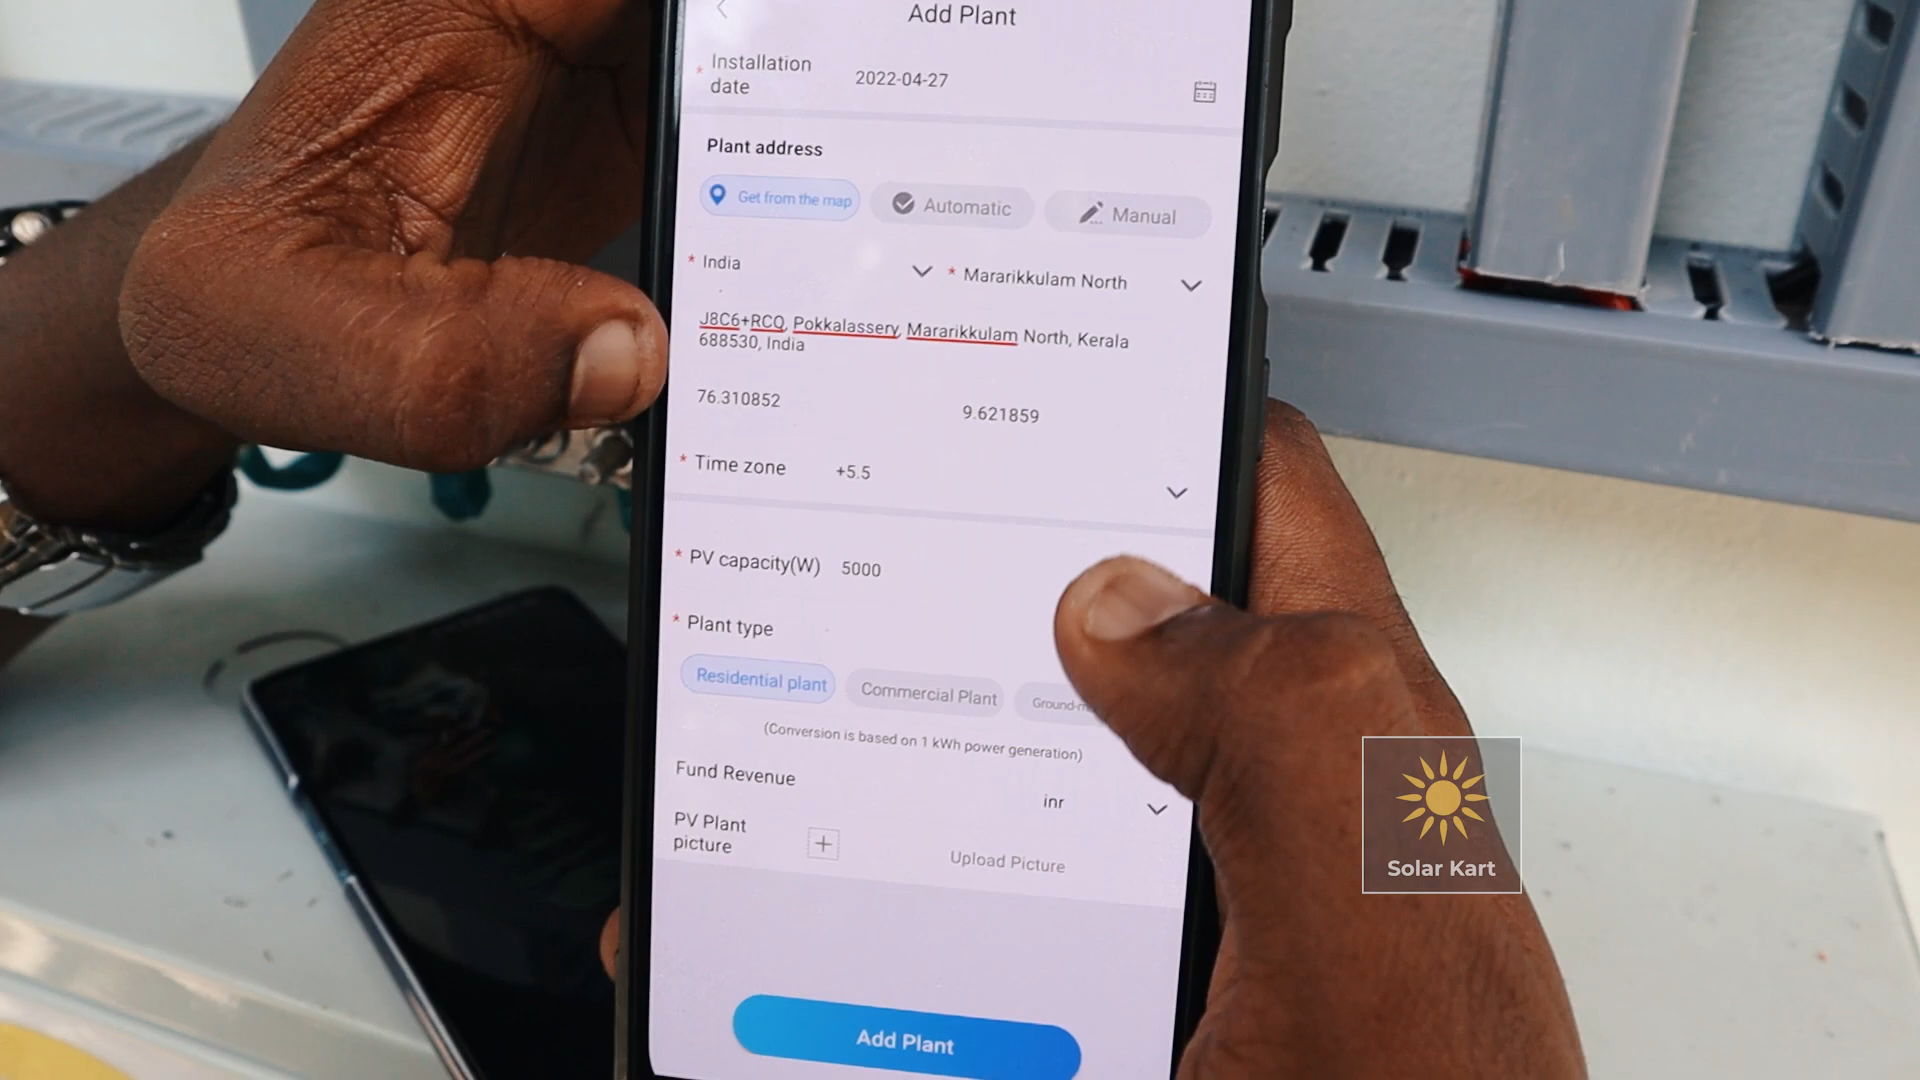 Add Plant
* Installation date
2022-04-27
Plant address
Get from the map
Automatic
Manual
* India
* Mararikkulam North
J8C6+RCQ, Pokkalassery, Mararikkulam North, Kerala
688530, India
76.310852
9.621859
* Time zone
+5.5
* PV capacity(W)
5000
* Plant type
Residential plant
Commercial Plant
(Conversion is based on 1 kWh power generation)
Fund Revenue
inr
PV Plant picture
Upload Picture
Add Plant
Solar Kart